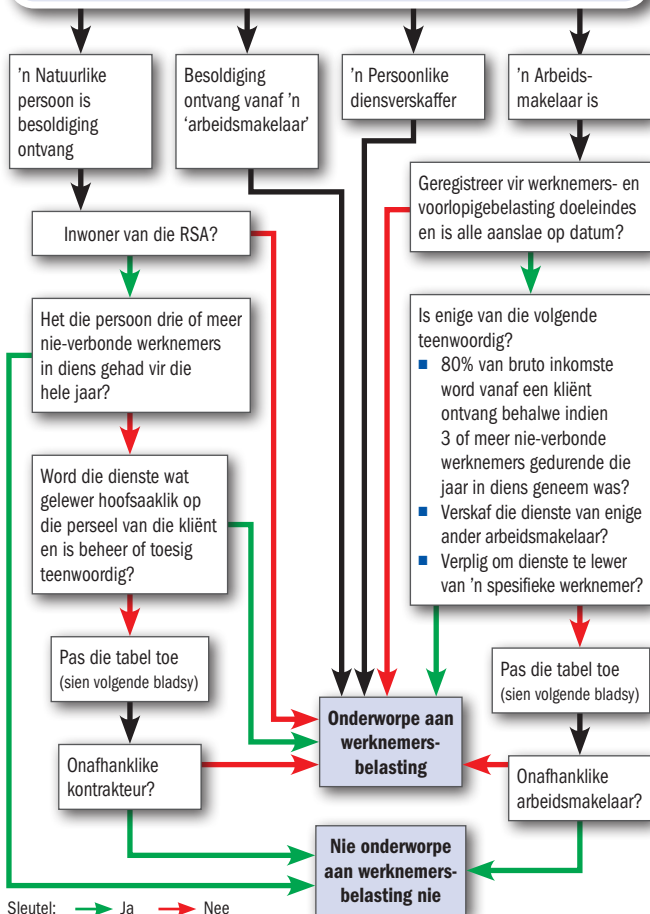 'n Natuurlike
persoon is
besoldiging
ontvang
Besoldiging
ontvang vanaf 'n
'arbeidsmakelaar'
'n Persoonlike
diensverskaffer
'n Arbeids-
makelaar is
Inwoner van die RSA?
Geregistreer vir werknemers- en
voorlopigebelasting doeleindes
en is alle aanslae op datum?
Het die persoon drie of meer
nie-verbonde werknemers
in diens gehad vir die
hele jaar?
Is enige van die volgende
teenwoordig?
■ 80% van bruto inkomste
word vanaf een kliënt
ontvang behalwe indien
3 of meer nie-verbonde
werknemers gedurende die
jaar in diens geneem was?
■ Verskaf die dienste van enige
ander arbeidsmakelaar?
■ Verplig om dienste te lewer
van 'n spesifieke werknemer?
Word die dienste wat
gelewer hoofsaaklik op
die perseel van die kliënt
en is beheer of toesig
teenwoordig?
Pas die tabel toe
(sien volgende bladsy)
Pas die tabel toe
(sien volgende bladsy)
Onafhanklike
kontrakteur?
Onderworpe aan
werknemers-
belasting
Onafhanklike
arbeidsmakelaar?
Nie onderworpe
aan werknemers-
belasting nie
Sleutel: Ja Nee